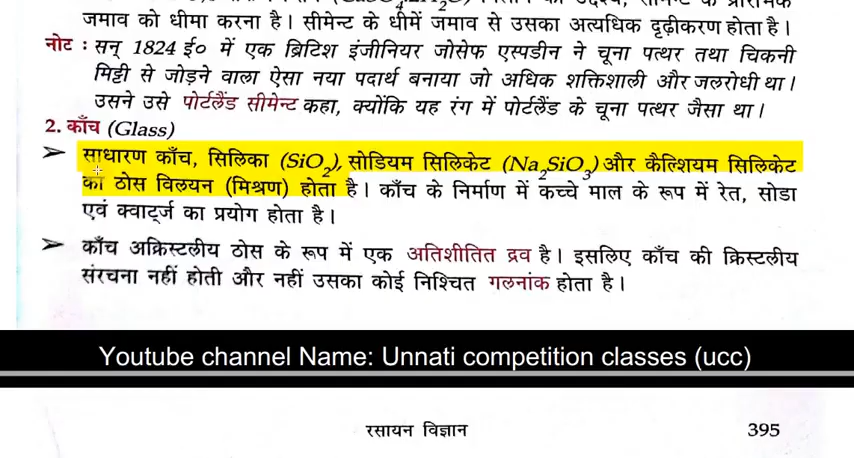 जमाव को धीमा करना है। सीमेन्ट के धीमें जमाव से उसका अत्यधिक दृढ़ीकरण होता है।
नोट : सन् 1824 ई० में एक ब्रिटिश इंजीनियर जोसेफ एस्पडीन ने चूना पत्थर तथा चिकनी
मिट्टी से जोड़ने वाला ऐसा नया पदार्थ बनाया जो अधिक शक्तिशाली और जलरोधी था।
उसने उसे पोर्टलैंड सीमेन्ट कहा, क्योंकि यह रंग में पोर्टलैंड के चूना पत्थर जैसा था।
2. काँच (Glass)
➢ साधारण काँच, सिलिका (SiO₂), सोडियम सिलिकेट (Na₂SiO₃) और कैल्शियम सिलिकेट
का ठोस विलयन (मिश्रण) होता है। काँच के निर्माण में कच्चे माल के रूप में रेत, सोडा
एवं क्वार्ट्ज का प्रयोग होता है।
➢ काँच अक्रिस्टलीय ठोस के रूप में एक अतिशीतित द्रव है। इसलिए काँच की क्रिस्टलीय
संरचना नहीं होती और नहीं उसका कोई निश्चित गलनांक होता है।
Youtube channel Name: Unnati competition classes (ucc)
रसायन विज्ञान 395